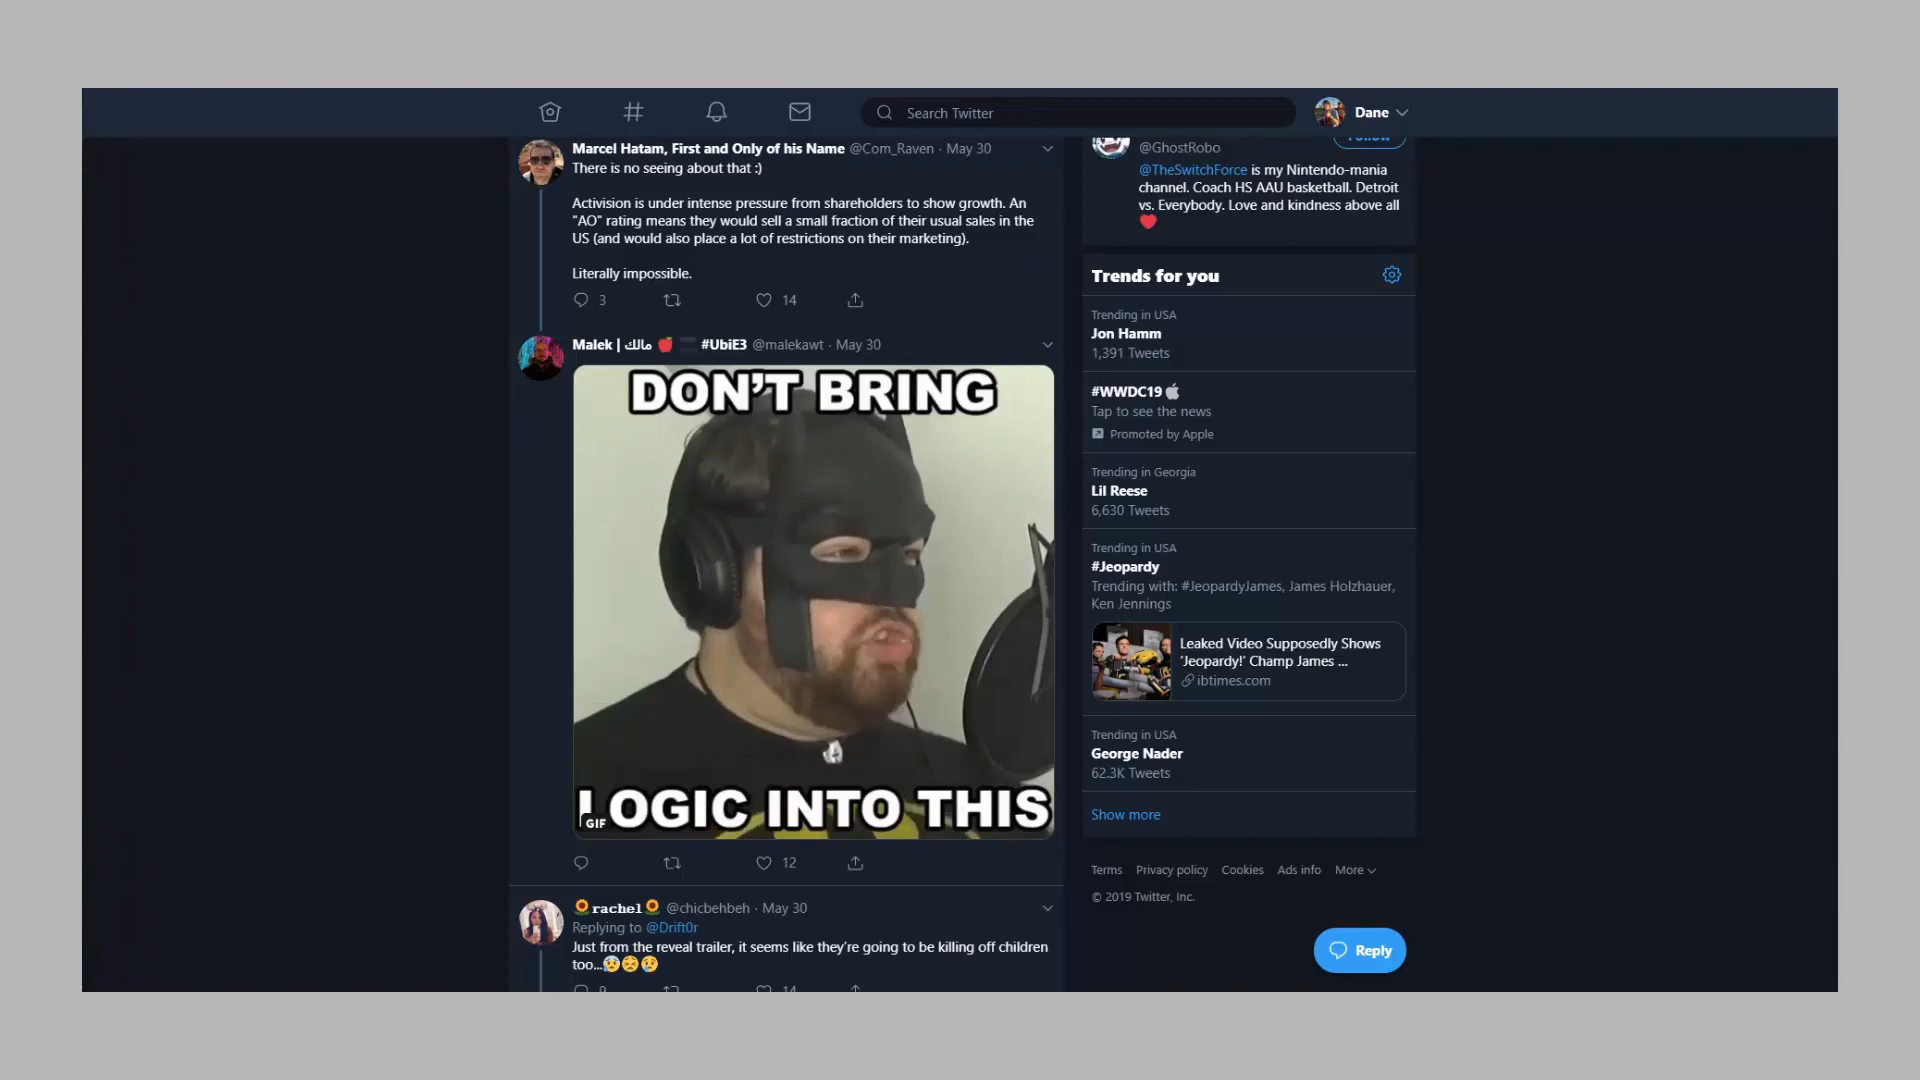 Search Twitter
Dane
Marcel Hatam, First and Only of his Name @Com_Raven · May 30
There is no seeing about that :)
Activision is under intense pressure from shareholders to show growth. An
"AO" rating means they would sell a small fraction of their usual sales in the
US (and would also place a lot of restrictions on their marketing).
Literally impossible.
3
14
Malek | مالك #UbiE3 @malekawt · May 30
DON'T BRING
LOGIC INTO THIS
GIF
12
rachel @chicbehbeh · May 30
Replying to @Drift0r
Just from the reveal trailer, it seems like they're going to be killing off children
too...
9
14
Follow
@GhostRobo
@TheSwitchForce is my Nintendo-mania
channel. Coach HS AAU basketball. Detroit
vs. Everybody. Love and kindness above all
Trends for you
Trending in USA
Jon Hamm
1,391 Tweets
#WWDC19
Tap to see the news
Promoted by Apple
Trending in Georgia
Lil Reese
6,630 Tweets
Trending in USA
#Jeopardy
Trending with: #JeopardyJames, James Holzhauer,
Ken Jennings
Leaked Video Supposedly Shows
'Jeopardy!' Champ James ...
ibtimes.com
Trending in USA
George Nader
62.3K Tweets
Show more
Terms Privacy policy Cookies Ads info More
© 2019 Twitter, Inc.
Reply